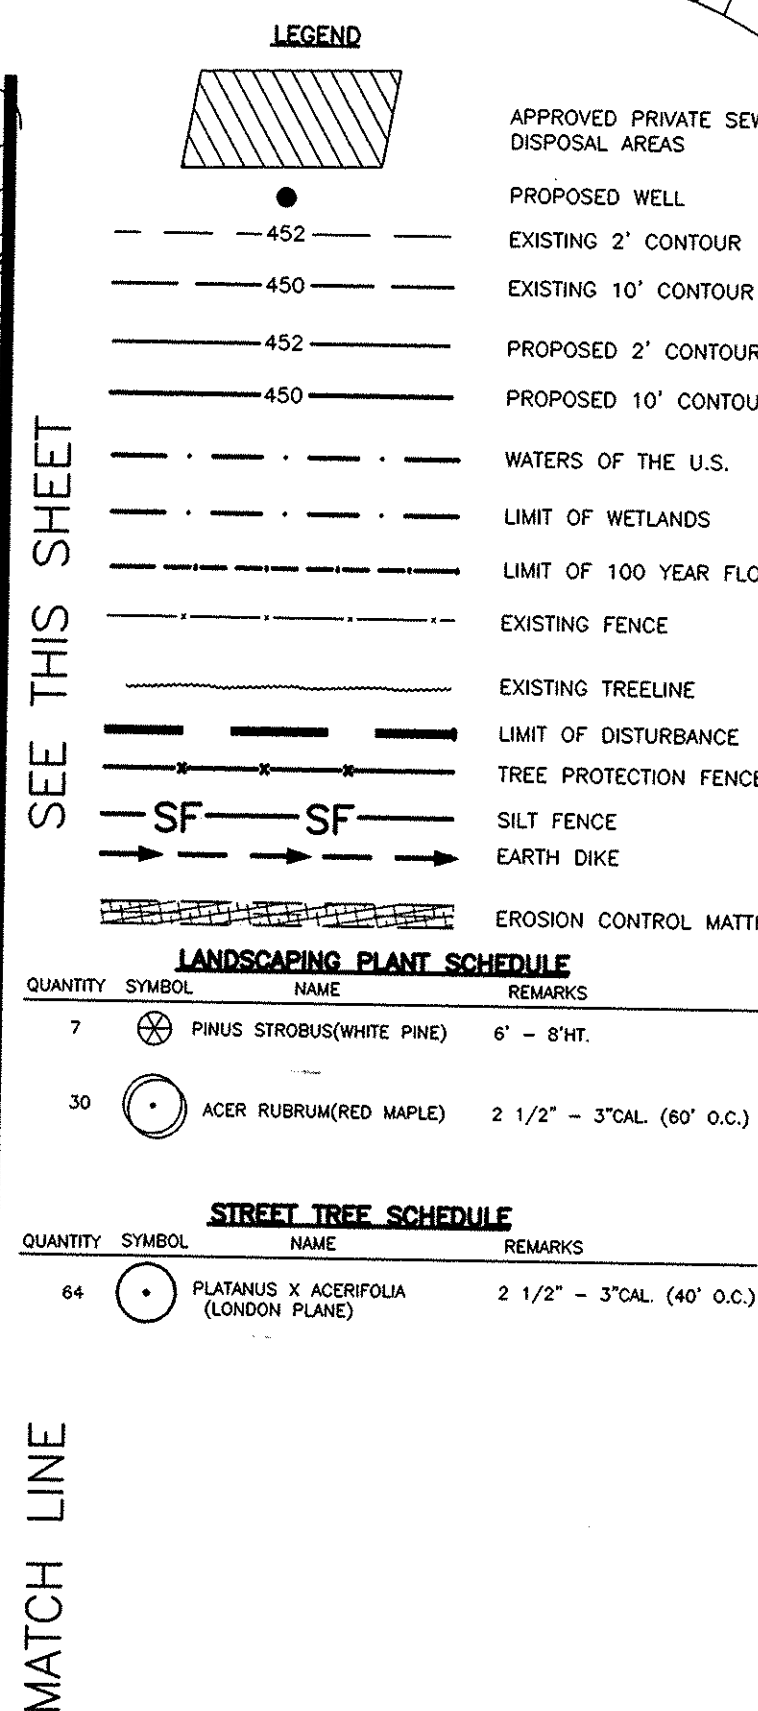 LEGEND
APPROVED PRIVATE
DISPOSAL AREAS
PROPOSED WELL
452 EXISTING 2' CONTOUR
450 EXISTING 10' CONTOUR
452 PROPOSED 2' CONTOUR
450 PROPOSED 10'
WATERS OF THE U.S.
LIMIT OF WETLANDS
LIMIT OF 100 YEAR
EXISTING FENCE
EXISTING TREELINE
LIMIT OF DISTURBANCE
TREE PROTECTION FENCE
SF SF SILT FENCE
EARTH DIKE
EROSION CONTROL
LANDSCAPING PLANT SCHEDULE
QUANTITY SYMBOL NAME REMARKS
7 PINUS STROBUS(WHITE PINE) 6' - 8'HT.
30 ACER RUBRUM(RED MAPLE) 2 1/2" - 3"CAL. (60' O.C.)
STREET TREE SCHEDULE
QUANTITY SYMBOL NAME REMARKS
64 PLATANUS X ACERIFOLIA 2 1/2" - 3"CAL. (40' O.C.)
(LONDON PLANE)
MATCH LINE SEE THIS SHEET